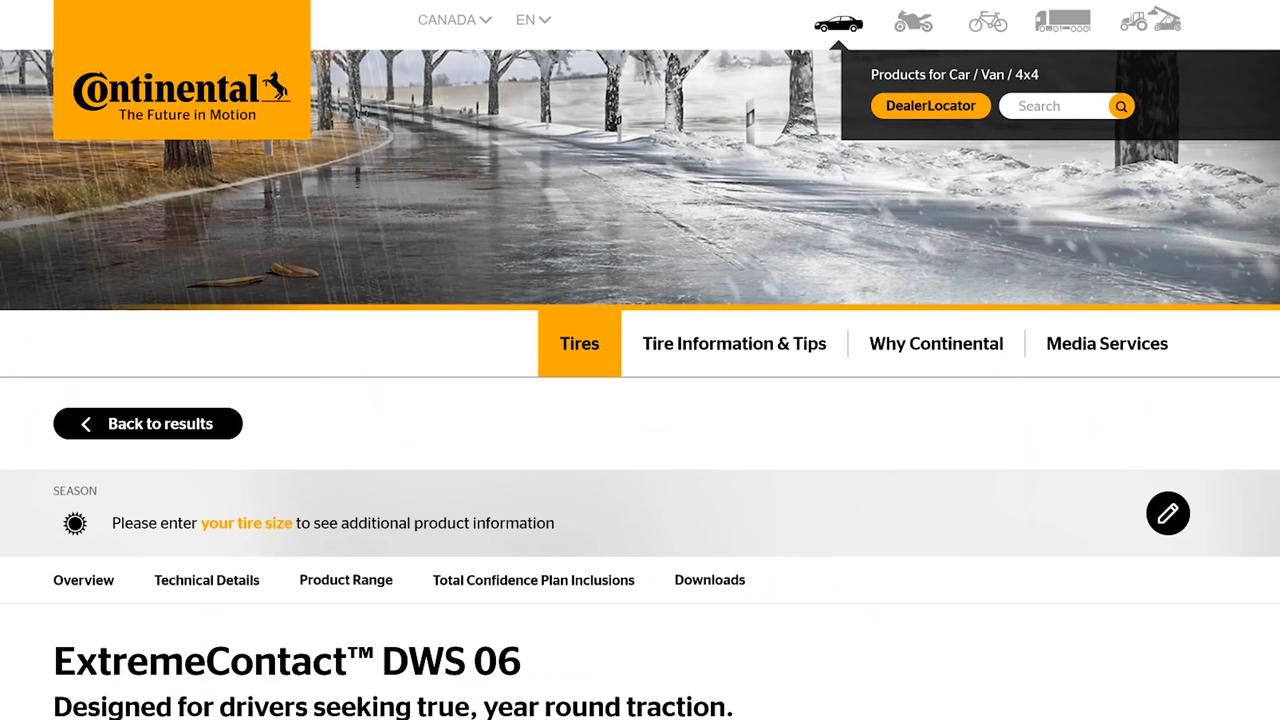 CANADA EN
Continental
The Future in Motion
Products for Car / Van / 4x4
DealerLocator Search
Tires Tire Information & Tips Why Continental Media Services
Back to results
SEASON
Please enter your tire size to see additional product information
Overview Technical Details Product Range Total Confidence Plan Inclusions Downloads
ExtremeContact™ DWS 06
Designed for drivers seeking true, year round traction.